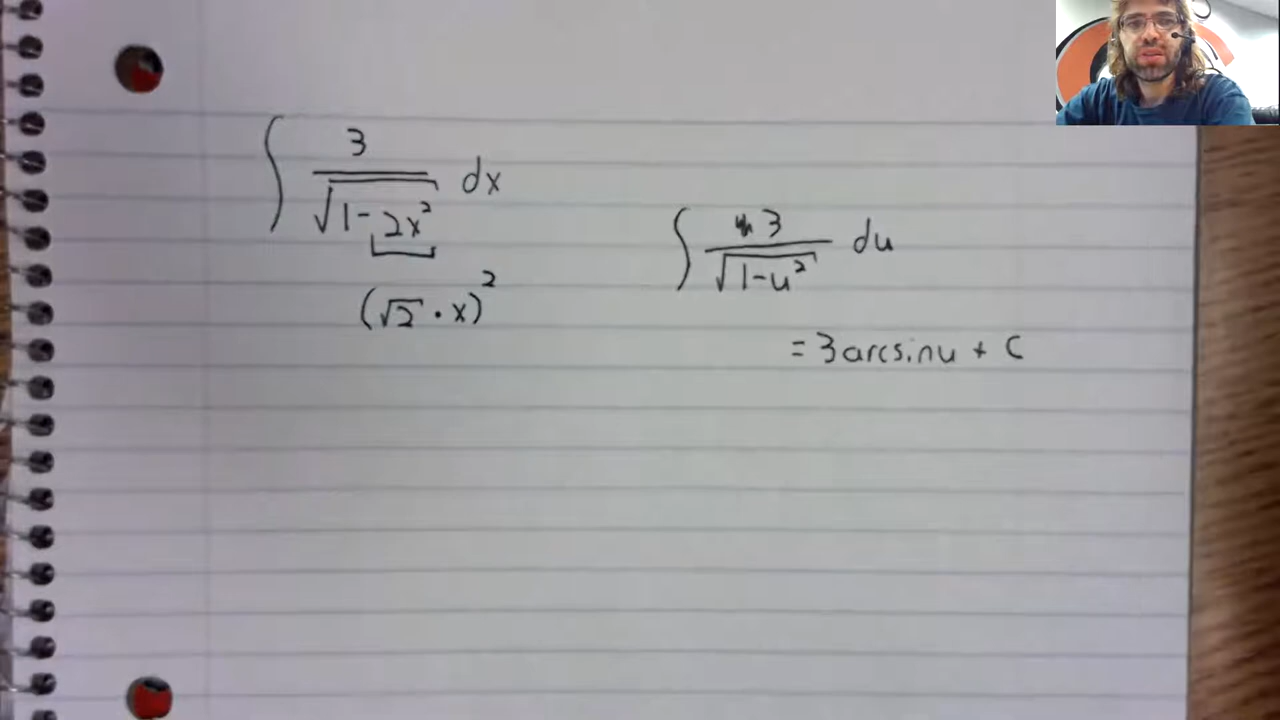 ∫ 3/√(1-2x²) dx
(√2 · x)²
∫ 3/√(1-u²) du
= 3 arcsin u + C